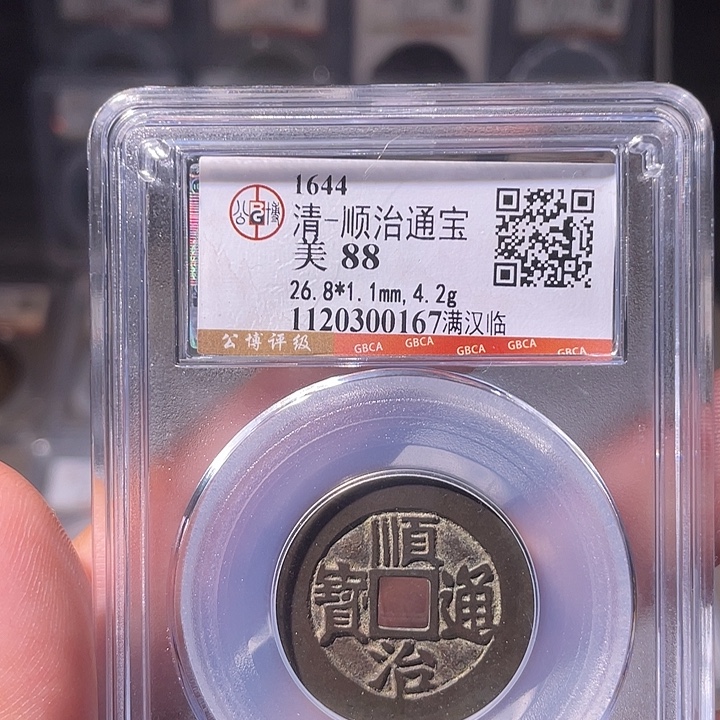 1644
公博
清-顺治通宝
美 88
26.8*1.1mm,4.2g
1120300167满汉临
公博评级 GBCA GBCA GBCA GBCA GBCA
順治通寶